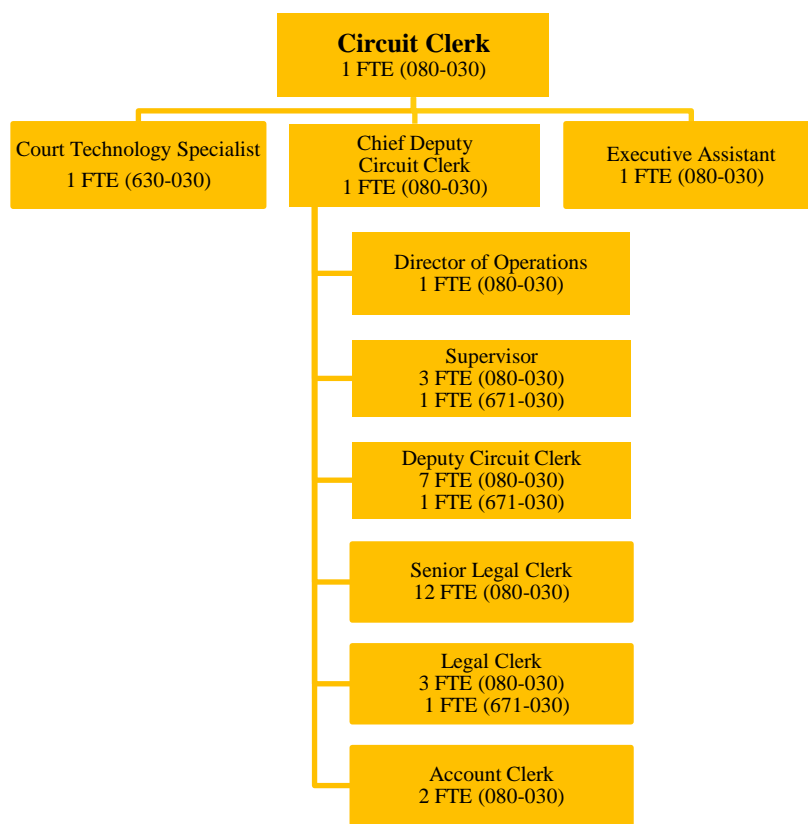 Circuit Clerk
1 FTE (080-030)
Court Technology Specialist
1 FTE (630-030)
Chief Deputy
Circuit Clerk
1 FTE (080-030)
Executive Assistant
1 FTE (080-030)
Director of Operations
1 FTE (080-030)
Supervisor
3 FTE (080-030)
1 FTE (671-030)
Deputy Circuit Clerk
7 FTE (080-030)
1 FTE (671-030)
Senior Legal Clerk
12 FTE (080-030)
Legal Clerk
3 FTE (080-030)
1 FTE (671-030)
Account Clerk
2 FTE (080-030)